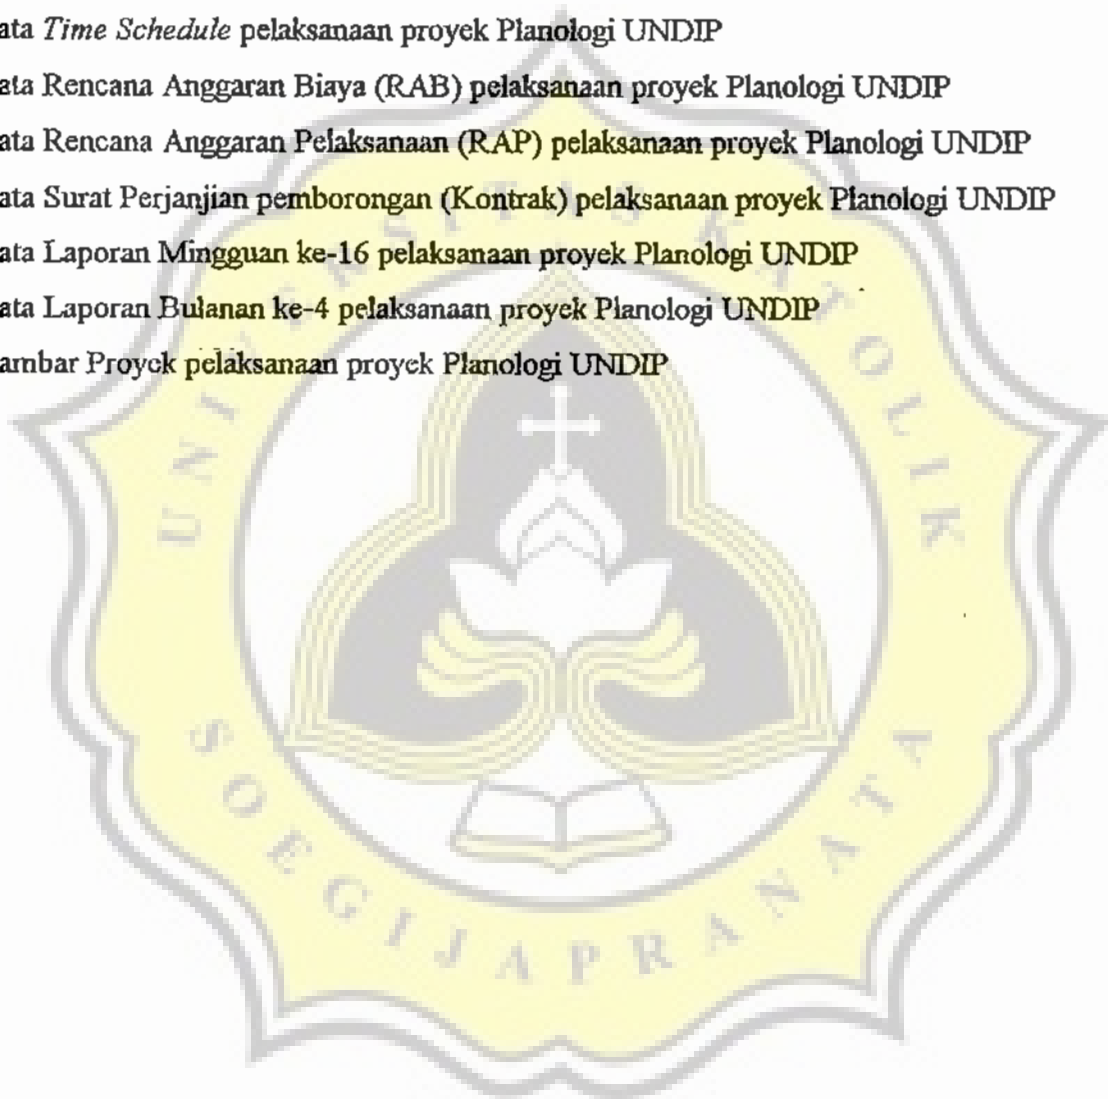 ata Time Schedule pelaksanaan proyek Planologi UNDIP
ata Rencana Anggaran Biaya (RAB) pelaksanaan proyek Planologi UNDIP
ata Rencana Anggaran Pelaksanaan (RAP) pelaksanaan proyek Planologi UNDIP
ata Surat Perjanjian pemborongan (Kontrak) pelaksanaan proyek Planologi UNDIP
ata Laporan Mingguan ke-16 pelaksanaan proyek Planologi UNDIP
ata Laporan Bulanan ke-4 pelaksanaan proyek Planologi UNDIP
ambar Proyek pelaksanaan proyek Planologi UNDIP
UNIVERSITAS KATOLIK
SOEGIJAPRANATA